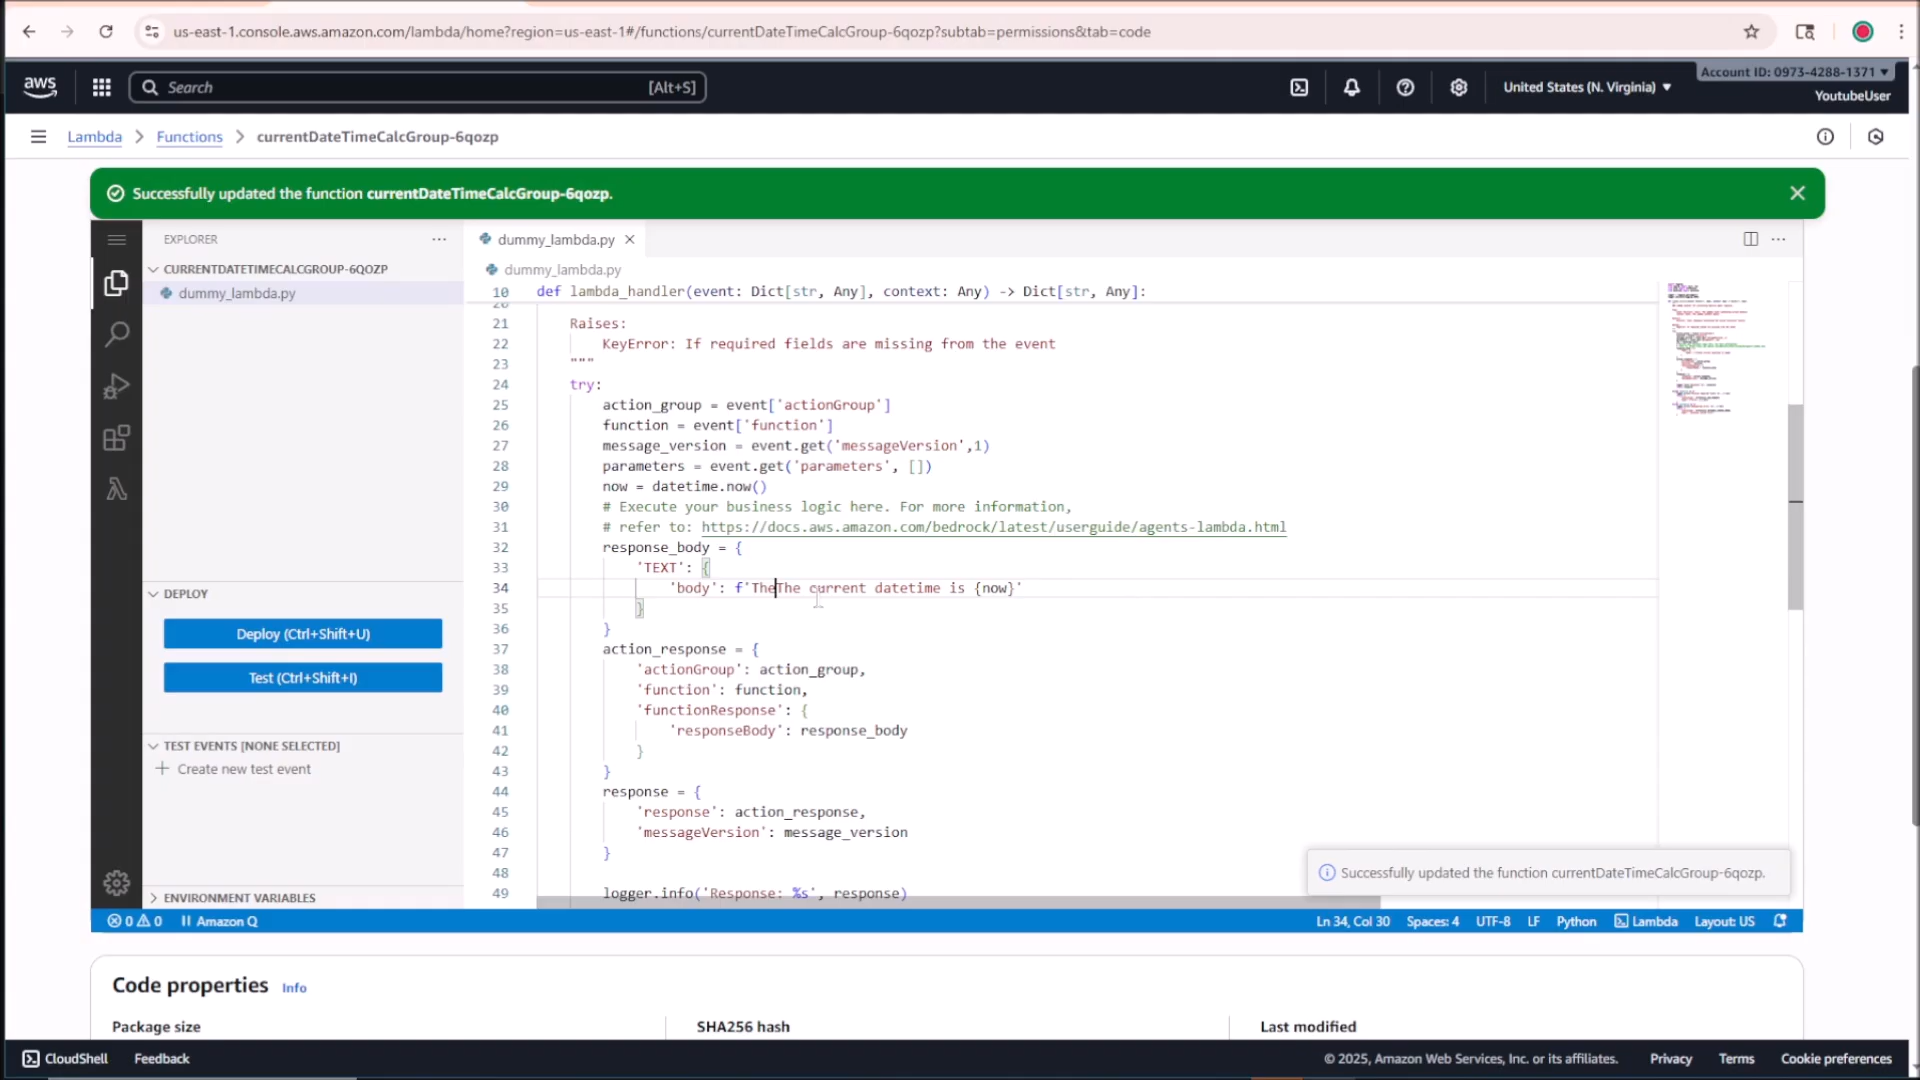 us-east-1.console.aws.amazon.com/lambda/home?region=us-east-1#/functions/currentDateTimeCalcGroup-6qozp?subtab=permissions&tab=code
aws
Search
[Alt+S]
United States (N. Virginia)
Account ID: 0973-4288-1371
YoutubeUser
Lambda > Functions > currentDateTimeCalcGroup-6qozp
Successfully updated the function currentDateTimeCalcGroup-6qozp.
EXPLORER
CURRENTDATETIMECALCGROUP-6QOZP
dummy_lambda.py
DEPLOY
Deploy (Ctrl+Shift+U)
Test (Ctrl+Shift+I)
TEST EVENTS [NONE SELECTED]
+ Create new test event
ENVIRONMENT VARIABLES
dummy_lambda.py
dummy_lambda.py
10 def lambda_handler(event: Dict[str, Any], context: Any) -> Dict[str, Any]:
20
21 Raises:
22 KeyError: If required fields are missing from the event
23 """
24 try:
25 action_group = event['actionGroup']
26 function = event['function']
27 message_version = event.get('messageVersion',1)
28 parameters = event.get('parameters', [])
29 now = datetime.now()
30 # Execute your business logic here. For more information,
31 # refer to: https://docs.aws.amazon.com/bedrock/latest/userguide/agents-lambda.html
32 response_body = {
33 'TEXT': {
34 'body': f'TheThe current datetime is {now}'
35 }
36 }
37 action_response = {
38 'actionGroup': action_group,
39 'function': function,
40 'functionResponse': {
41 'responseBody': response_body
42 }
43 }
44 response = {
45 'response': action_response,
46 'messageVersion': message_version
47 }
48
49 logger.info('Response: %s', response)
Successfully updated the function currentDateTimeCalcGroup-6qozp.
0 0 Amazon Q
Ln 34, Col 30 Spaces: 4 UTF-8 LF Python Lambda Layout: US
Code properties Info
Package size
SHA256 hash
Last modified
CloudShell Feedback
© 2025, Amazon Web Services, Inc. or its affiliates. Privacy Terms Cookie preferences